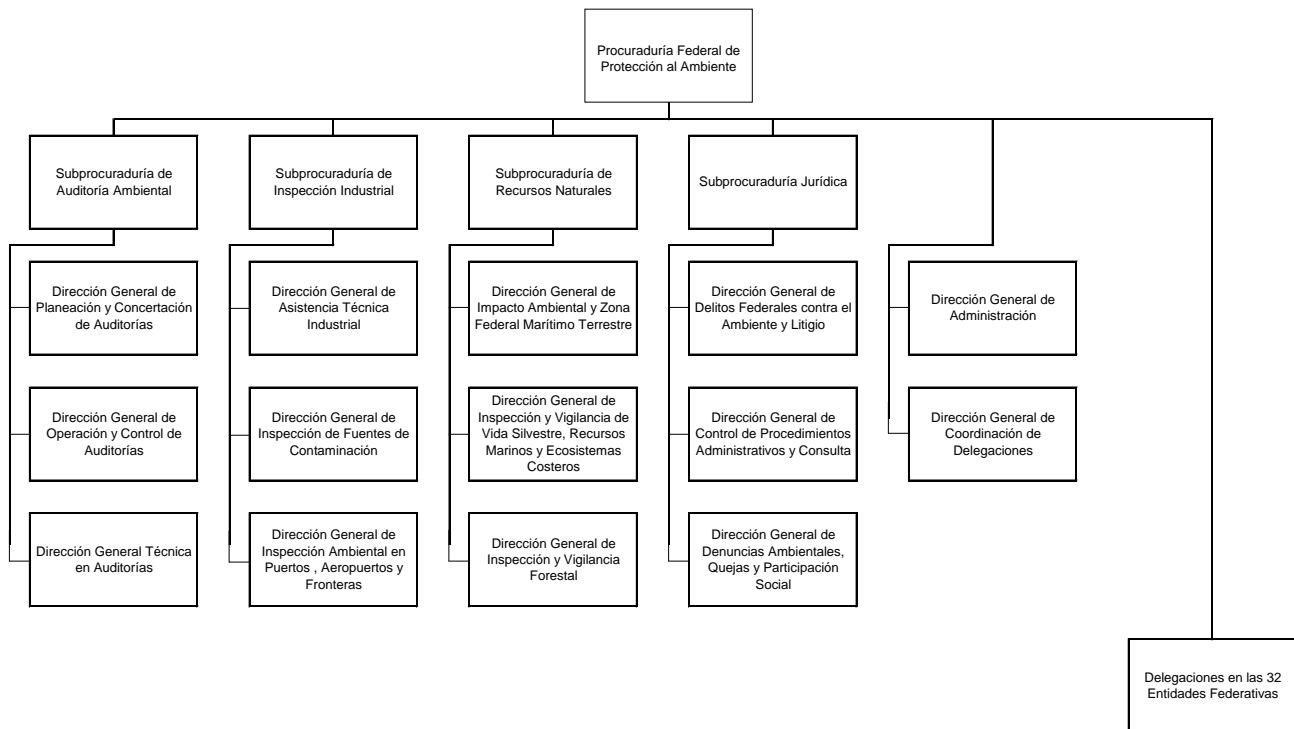 Procuraduría Federal de
Protección al Ambiente
Subprocuraduría de
Auditoría Ambiental
Subprocuraduría de
Inspección Industrial
Subprocuraduría de
Recursos Naturales
Subprocuraduría Jurídica
Dirección General de
Planeación y Concertación
de Auditorías
Dirección General de
Asistencia Técnica
Industrial
Dirección General de
Impacto Ambiental y Zona
Federal Marítimo Terrestre
Dirección General de
Delitos Federales contra el
Ambiente y Litigio
Dirección General de
Administración
Dirección General de
Operación y Control de
Auditorías
Dirección General de
Inspección de Fuentes de
Contaminación
Dirección General de
Inspección y Vigilancia de
Vida Silvestre, Recursos
Marinos y Ecosistemas
Costeros
Dirección General de
Control de Procedimientos
Administrativos y Consulta
Dirección General de
Coordinación de
Delegaciones
Dirección General Técnica
en Auditorías
Dirección General de
Inspección Ambiental en
Puertos , Aeropuertos y
Fronteras
Dirección General de
Inspección y Vigilancia
Forestal
Dirección General de
Denuncias Ambientales,
Quejas y Participación
Social
Delegaciones en las 32
Entidades Federativas